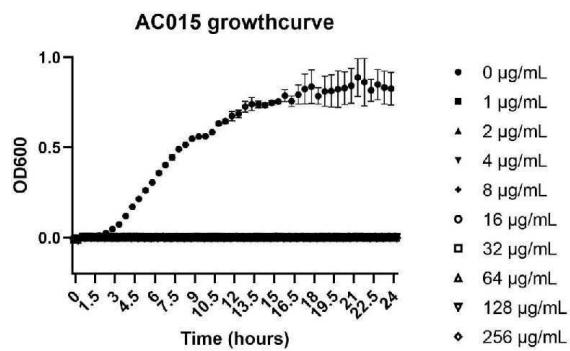 AC015 growthcurve
1.0
0.5
0.0
OD600
0 1.5 3 4.5 6 7.5 9 10.5 12 13.5 15 16.5 18 19.5 21 22.5 24
Time (hours)
0 µg/mL
1 µg/mL
2 µg/mL
4 µg/mL
8 µg/mL
16 µg/mL
32 µg/mL
64 µg/mL
128 µg/mL
256 µg/mL